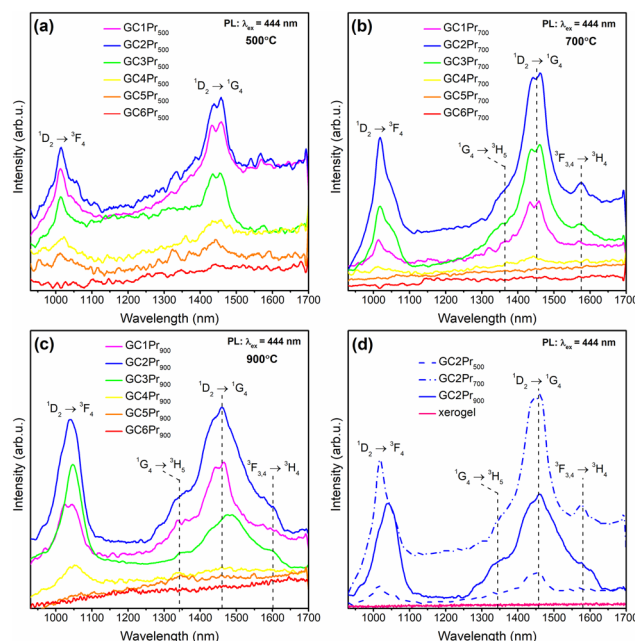 (a)
PL: λex = 444 nm
500°C
GC1Pr500
GC2Pr500
GC3Pr500
GC4Pr500
GC5Pr500
GC6Pr500
¹D₂ → ³F₄
¹D₂ → ¹G₄
Intensity (arb.u.)
1000 1100 1200 1300 1400 1500 1600 1700
Wavelength (nm)
(b)
PL: λex = 444 nm
700°C
GC1Pr700
GC2Pr700
GC3Pr700
GC4Pr700
GC5Pr700
GC6Pr700
¹D₂ → ¹G₄
¹D₂ → ³F₄
¹G₄ → ³H₅
³F₃,₄ → ³H₄
Intensity (arb.u.)
1000 1100 1200 1300 1400 1500 1600 1700
Wavelength (nm)
(c)
PL: λex = 444 nm
900°C
GC1Pr900
GC2Pr900
GC3Pr900
GC4Pr900
GC5Pr900
GC6Pr900
¹D₂ → ¹G₄
¹D₂ → ³F₄
¹G₄ → ³H₅
³F₃,₄ → ³H₄
Intensity (arb.u.)
1000 1100 1200 1300 1400 1500 1600 1700
Wavelength (nm)
(d)
PL: λex = 444 nm
GC2Pr500
GC2Pr700
GC2Pr900
xerogel
¹D₂ → ¹G₄
¹D₂ → ³F₄
¹G₄ → ³H₅
³F₃,₄ → ³H₄
Intensity (arb.u.)
1000 1100 1200 1300 1400 1500 1600 1700
Wavelength (nm)